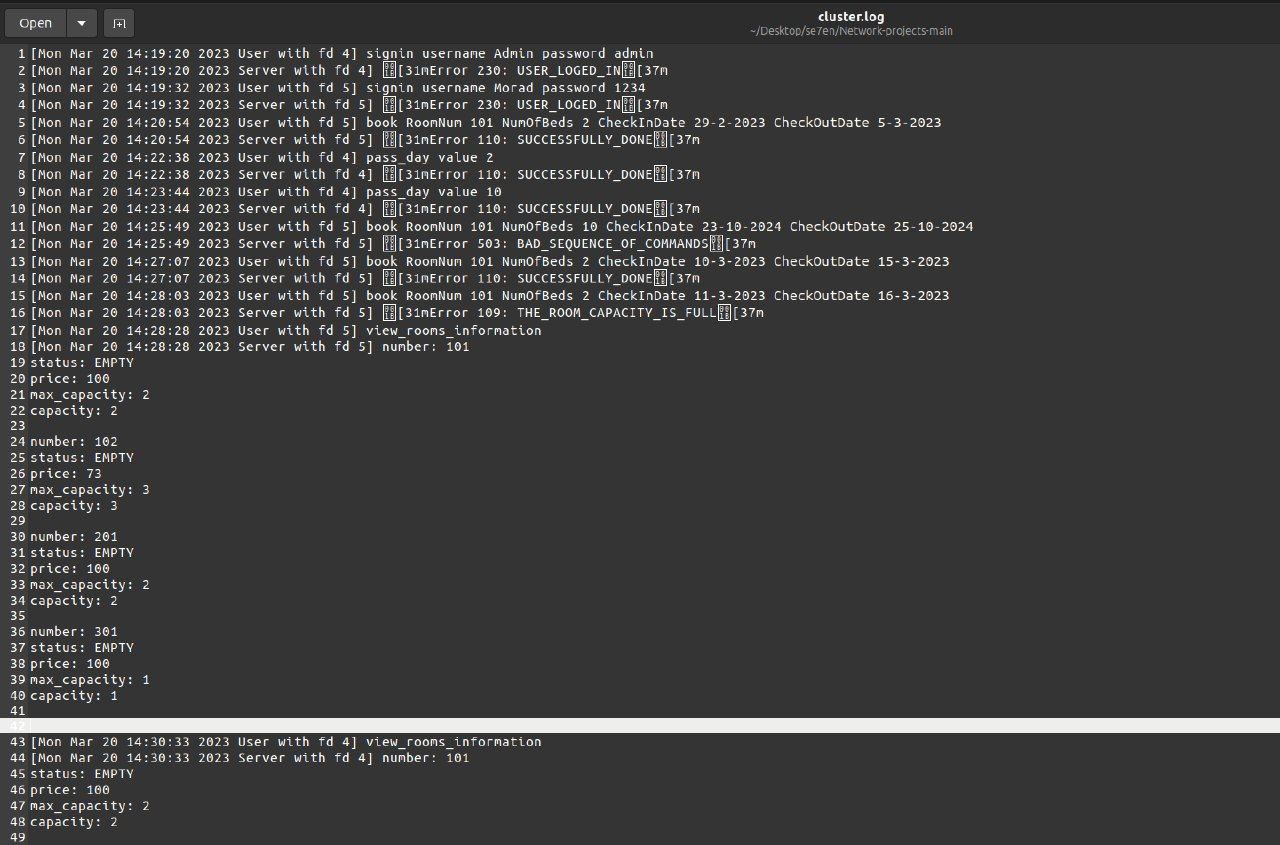 Open
cluster.log
~/Desktop/se7en/Network-projects-main
1 [Mon Mar 20 14:19:20 2023 User with fd 4] signin username Admin password admin
2 [Mon Mar 20 14:19:20 2023 Server with fd 4] [31mError 230: USER_LOGED_IN[37m
3 [Mon Mar 20 14:19:32 2023 User with fd 5] signin username Morad password 1234
4 [Mon Mar 20 14:19:32 2023 Server with fd 5] [31mError 230: USER_LOGED_IN[37m
5 [Mon Mar 20 14:20:54 2023 User with fd 5] book RoomNum 101 NumOfBeds 2 CheckInDate 29-2-2023 CheckOutDate 5-3-2023
6 [Mon Mar 20 14:20:54 2023 Server with fd 5] [31mError 110: SUCCESSFULLY_DONE[37m
7 [Mon Mar 20 14:22:38 2023 User with fd 4] pass_day value 2
8 [Mon Mar 20 14:22:38 2023 Server with fd 4] [31mError 110: SUCCESSFULLY_DONE[37m
9 [Mon Mar 20 14:23:44 2023 User with fd 4] pass_day value 10
10 [Mon Mar 20 14:23:44 2023 Server with fd 4] [31mError 110: SUCCESSFULLY_DONE[37m
11 [Mon Mar 20 14:25:49 2023 User with fd 5] book RoomNum 101 NumOfBeds 10 CheckInDate 23-10-2024 CheckOutDate 25-10-2024
12 [Mon Mar 20 14:25:49 2023 Server with fd 5] [31mError 503: BAD_SEQUENCE_OF_COMMANDS[37m
13 [Mon Mar 20 14:27:07 2023 User with fd 5] book RoomNum 101 NumOfBeds 2 CheckInDate 10-3-2023 CheckOutDate 15-3-2023
14 [Mon Mar 20 14:27:07 2023 Server with fd 5] [31mError 110: SUCCESSFULLY_DONE[37m
15 [Mon Mar 20 14:28:03 2023 User with fd 5] book RoomNum 101 NumOfBeds 2 CheckInDate 11-3-2023 CheckOutDate 16-3-2023
16 [Mon Mar 20 14:28:03 2023 Server with fd 5] [31mError 109: THE_ROOM_CAPACITY_IS_FULL[37m
17 [Mon Mar 20 14:28:28 2023 User with fd 5] view_rooms_information
18 [Mon Mar 20 14:28:28 2023 Server with fd 5] number: 101
19 status: EMPTY
20 price: 100
21 max_capacity: 2
22 capacity: 2
23
24 number: 102
25 status: EMPTY
26 price: 73
27 max_capacity: 3
28 capacity: 3
29
30 number: 201
31 status: EMPTY
32 price: 100
33 max_capacity: 2
34 capacity: 2
35
36 number: 301
37 status: EMPTY
38 price: 100
39 max_capacity: 1
40 capacity: 1
41
42
43 [Mon Mar 20 14:30:33 2023 User with fd 4] view_rooms_information
44 [Mon Mar 20 14:30:33 2023 Server with fd 4] number: 101
45 status: EMPTY
46 price: 100
47 max_capacity: 2
48 capacity: 2
49